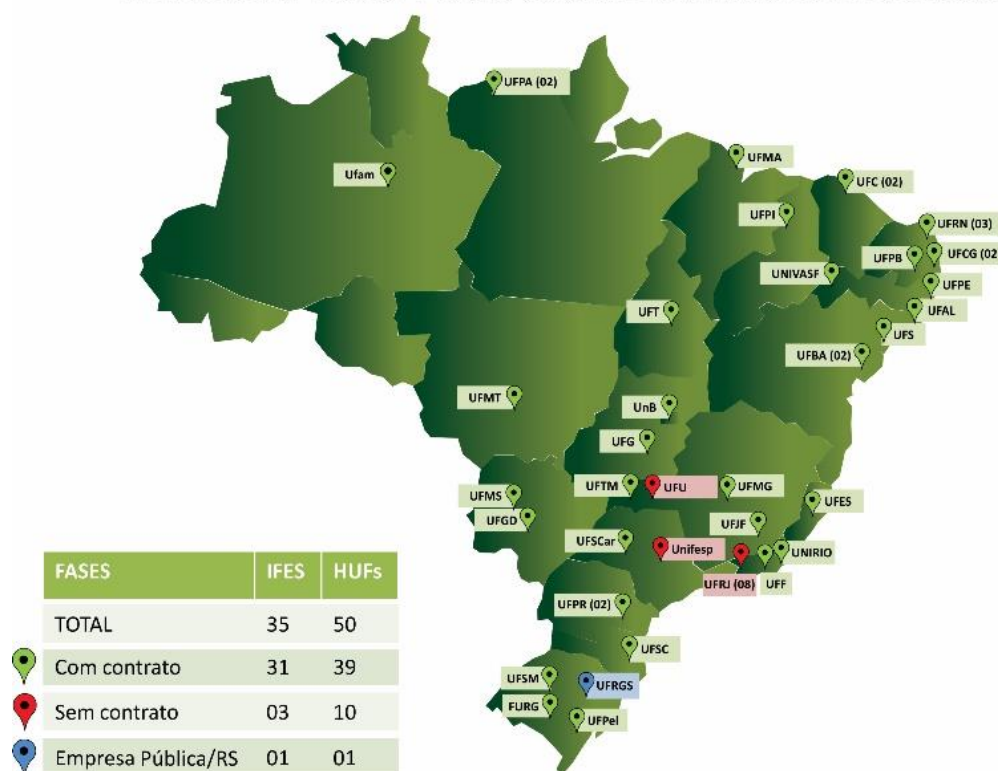 UFPA (02)
UFMA
Ufam
UFC (02)
UFPI
UFRN (03)
UFPB
UFCG (02
UNIVASF
UFPE
UFT
UFAL
UFS
UFBA (02)
UFMT
UnB
UFG
UFTM
UFU
UFMG
UFMS
UFES
UFGD
UFJF
UFSCar
Unifesp
UNIRIO
UFRJ (08)
UFF
UFPR (02)
UFSC
UFSM
UFRGS
FURG
UFPel
FASES IFES HUFs
TOTAL 35 50
Com contrato 31 39
Sem contrato 03 10
Empresa Pública/RS 01 01